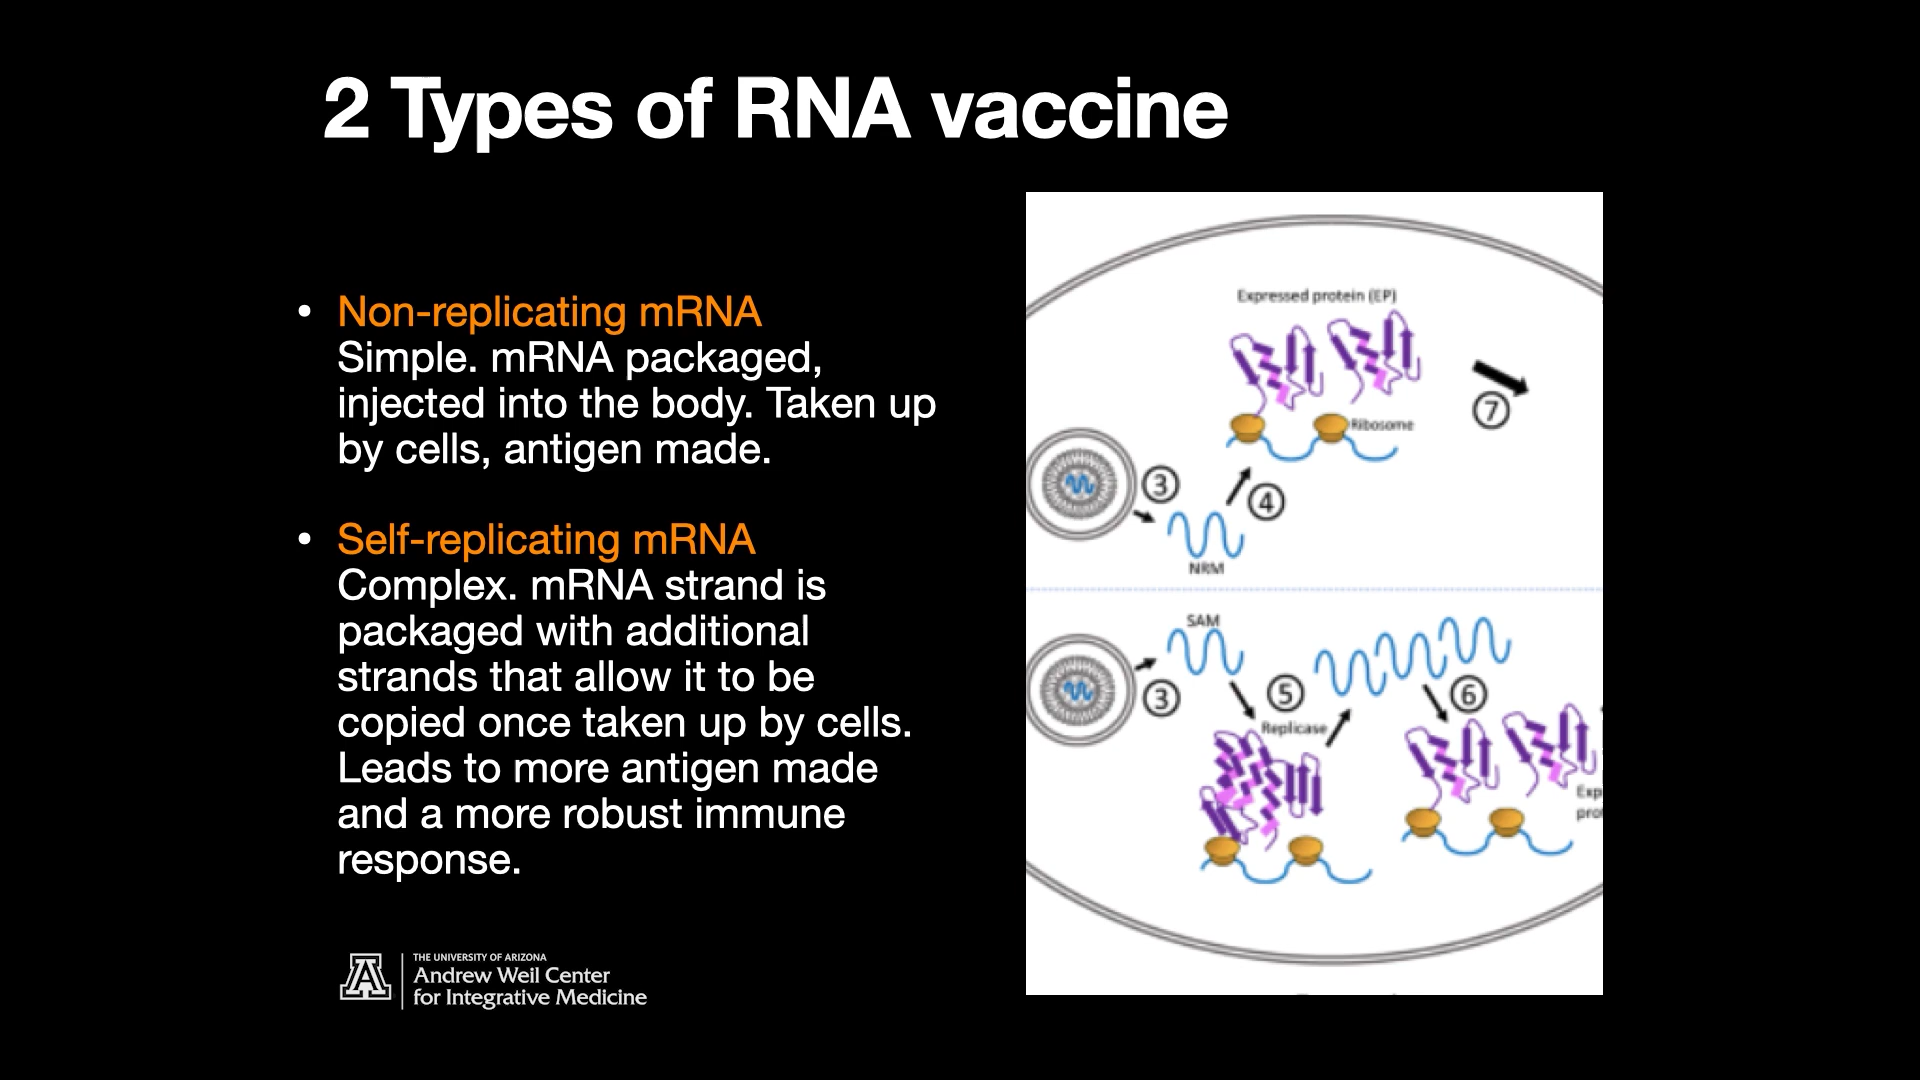 2 Types of RNA vaccine
• Non-replicating mRNA
Simple. mRNA packaged,
injected into the body. Taken up
by cells, antigen made.
• Self-replicating mRNA
Complex. mRNA strand is
packaged with additional
strands that allow it to be
copied once taken up by cells.
Leads to more antigen made
and a more robust immune
response.
THE UNIVERSITY OF ARIZONA
Andrew Weil Center
for Integrative Medicine
Expressed protein (EP)
7
Ribosome
3
4
NRM
SAM
3
5
6
Replicase
Exp
pro